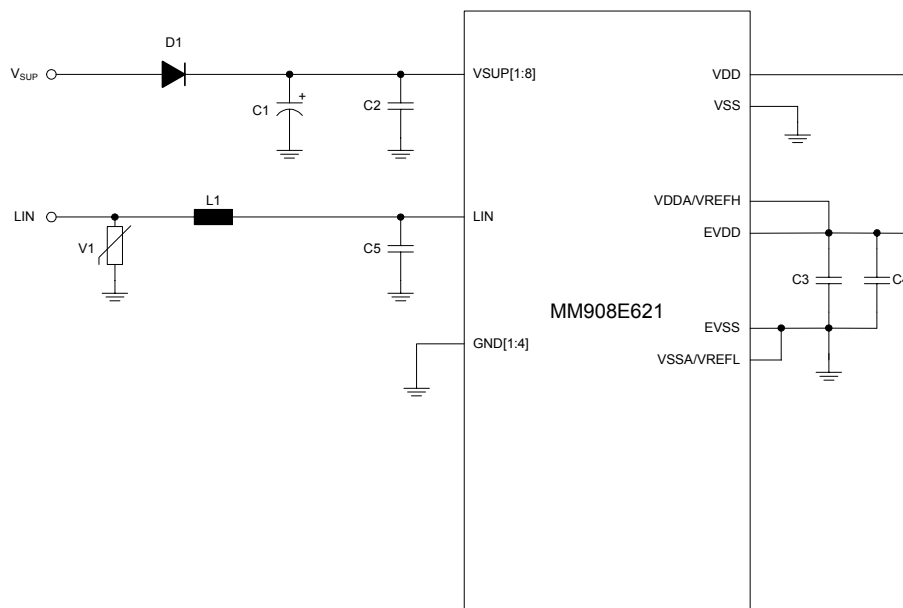 D1
VSUP
VSUP[1:8]
VDD
C1
+
C2
VSS
L1
VDDA/VREFH
LIN
LIN
EVDD
V1
C5
C3
MM908E621
EVSS
GND[1:4]
VSSA/VREFL